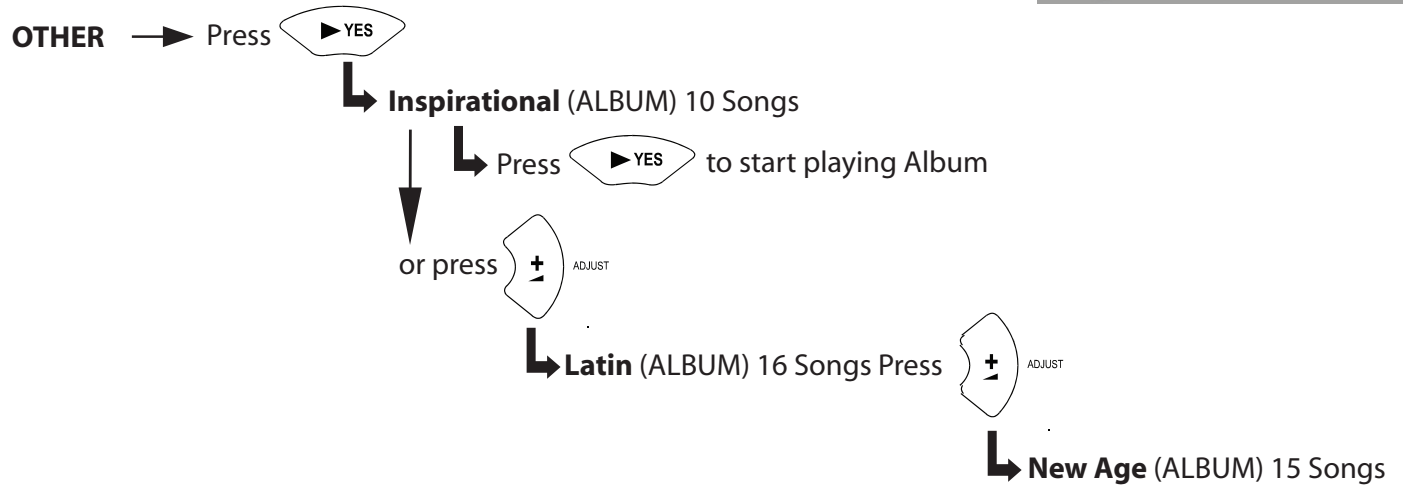 OTHER Press ▶ YES
Inspirational (ALBUM) 10 Songs
Press ▶ YES to start playing Album
or press + ADJUST
Latin (ALBUM) 16 Songs Press + ADJUST
New Age (ALBUM) 15 Songs